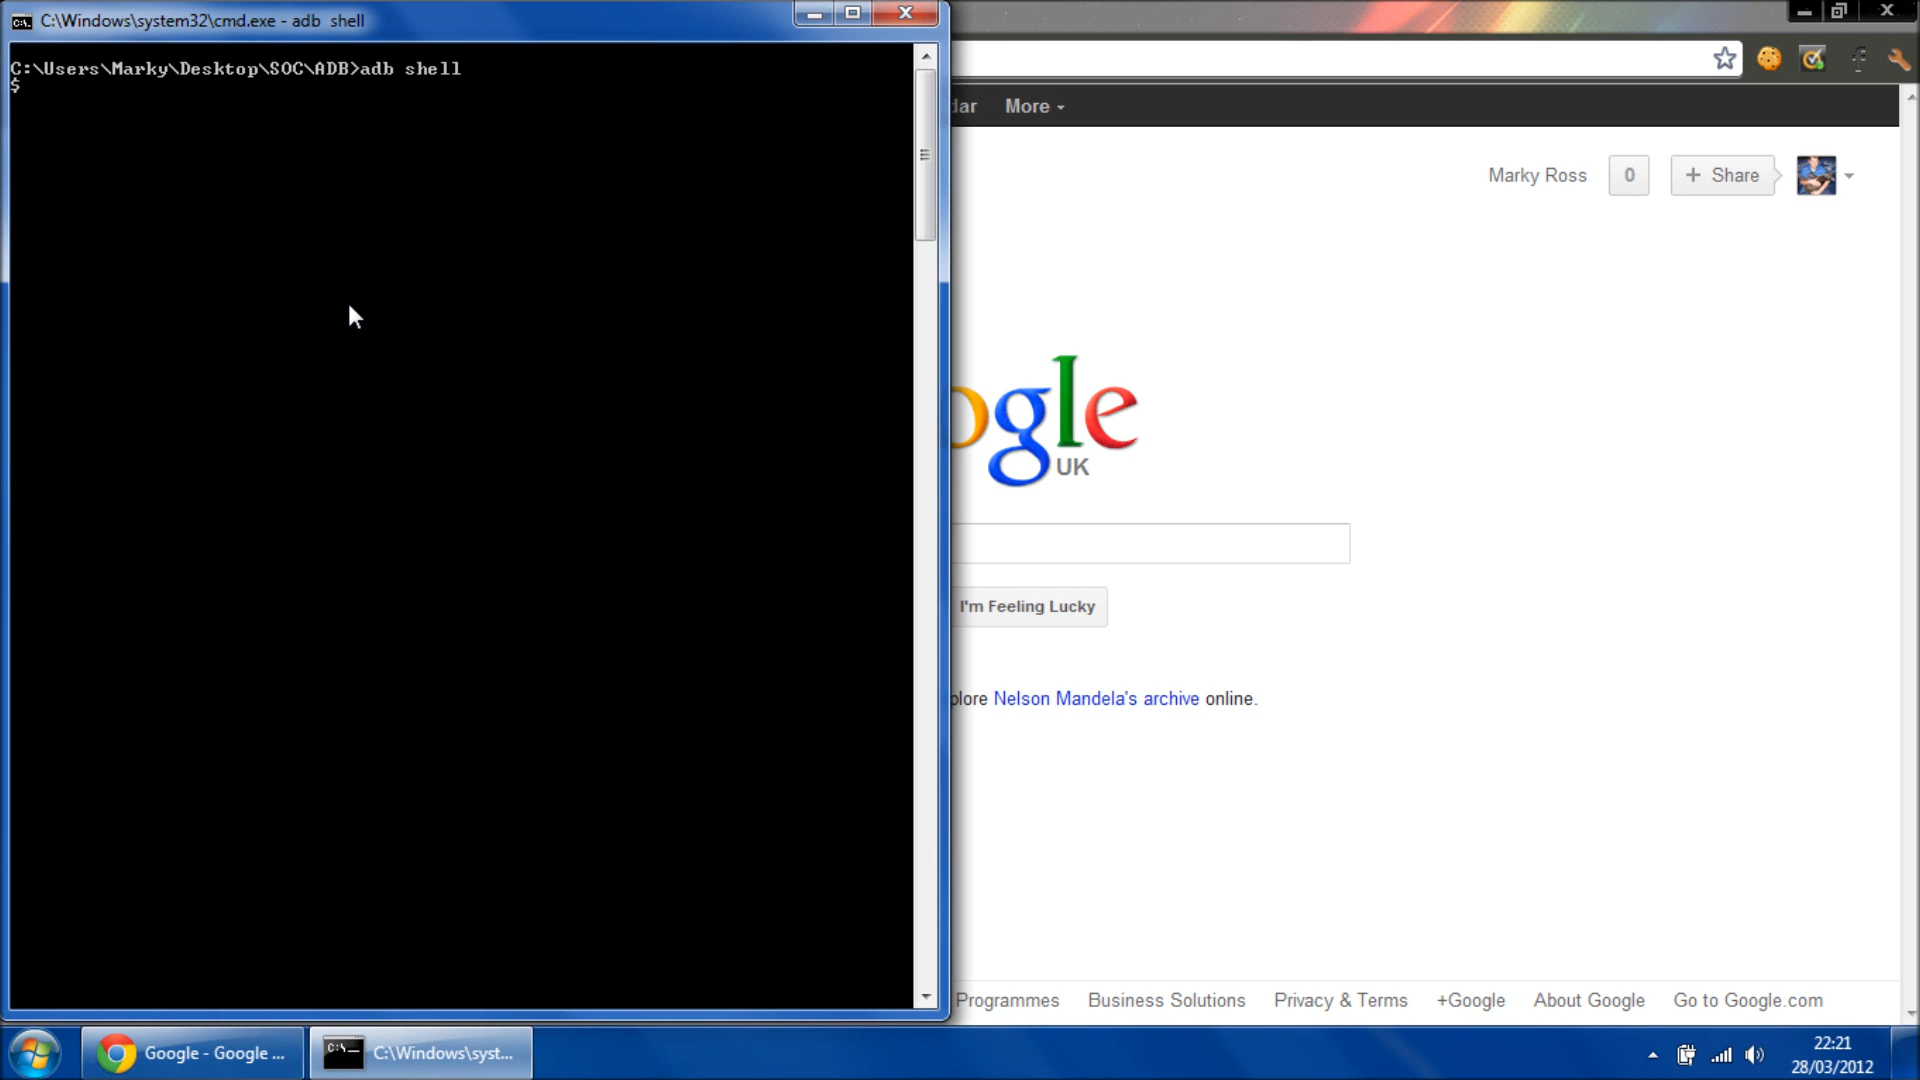 C:\Windows\system32\cmd.exe - adb  shell
C:\Users\Marky\Desktop\SOC\ADB>adb shell
$
dar
More
Marky Ross
0
+ Share
ogle
UK
I'm Feeling Lucky
plore Nelson Mandela's archive online.
Programmes
Business Solutions
Privacy & Terms
+Google
About Google
Go to Google.com
Google - Google ...
C:\Windows\syst...
22:21
28/03/2012